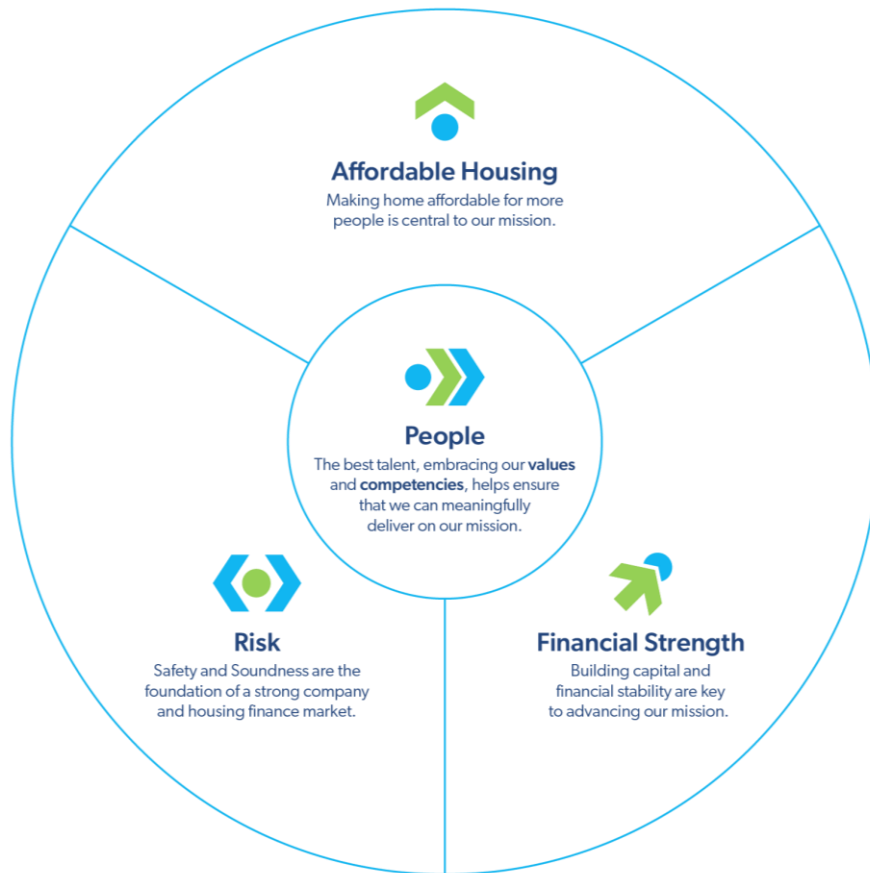 Affordable Housing
Making home affordable for more
people is central to our mission.
People
The best talent, embracing our values
and competencies, helps ensure
that we can meaningfully
deliver on our mission.
Risk
Safety and Soundness are the
foundation of a strong company
and housing finance market.
Financial Strength
Building capital and
financial stability are key
to advancing our mission.